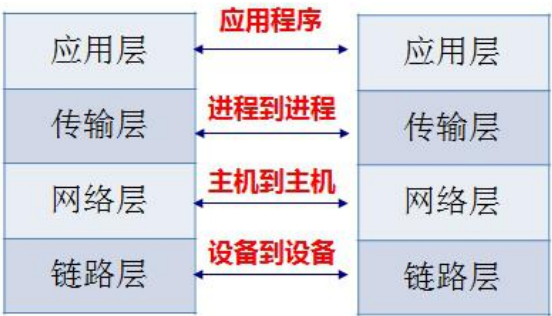 应用程序
应用层
应用层
进程到进程
传输层
传输层
主机到主机
网络层
网络层
设备到设备
链路层
链路层